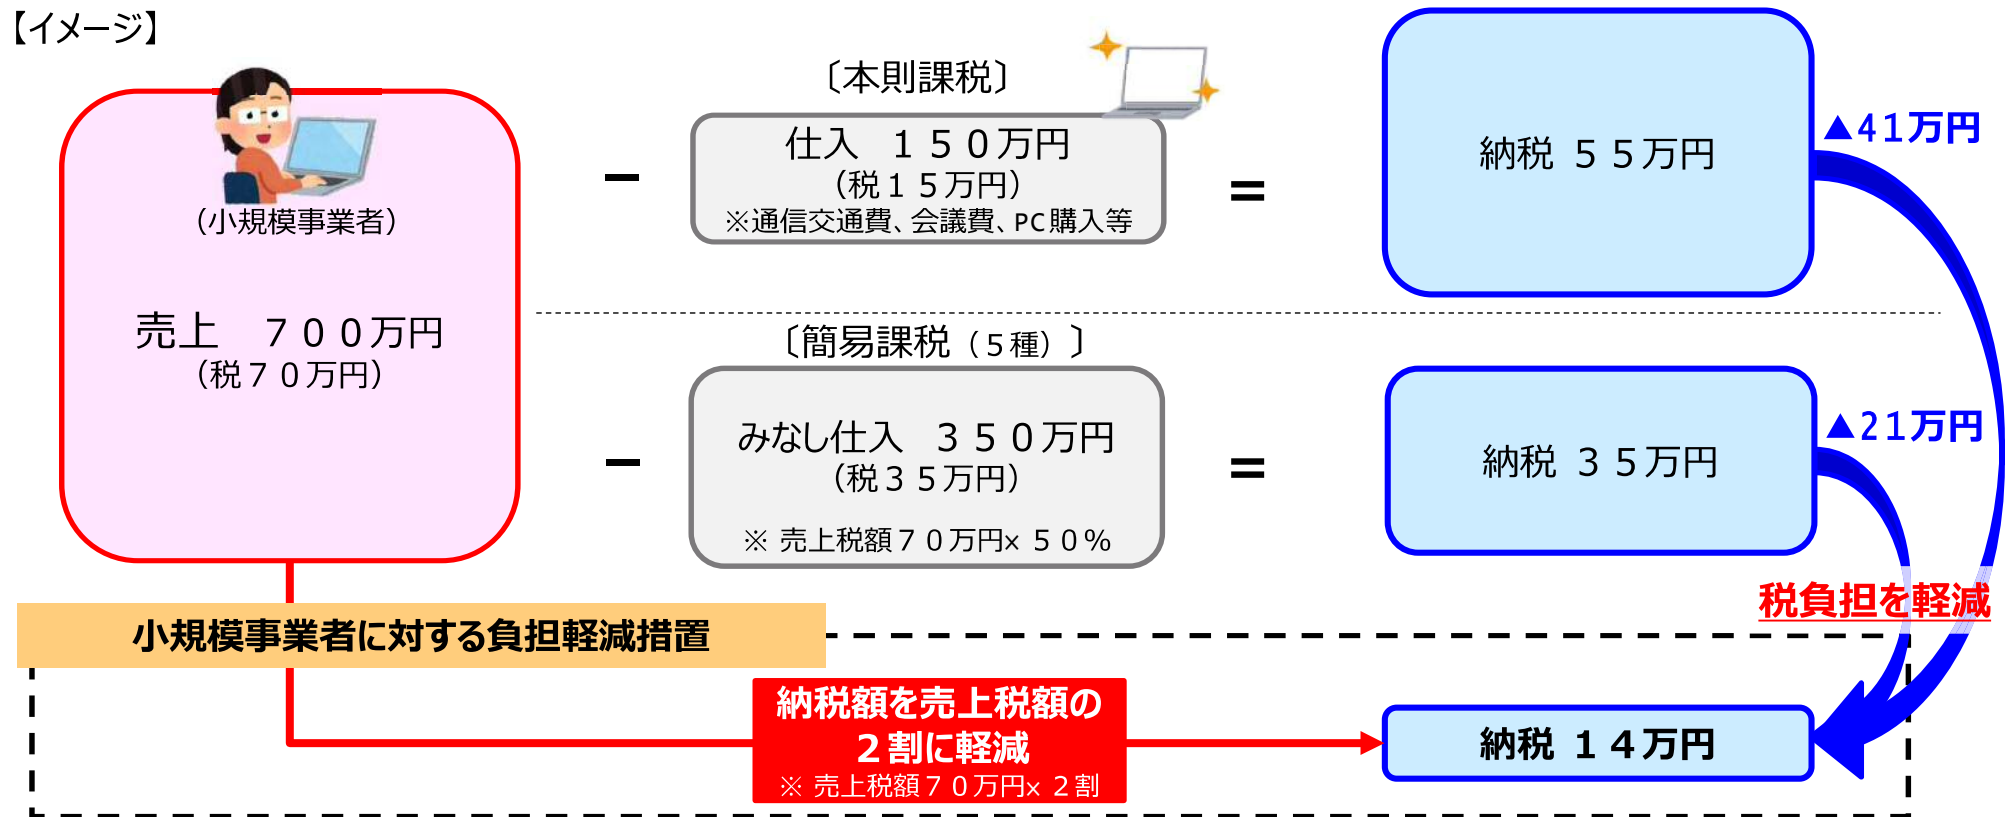 【イメージ】
（小規模事業者）
売上　７００万円
（税７０万円）
－
〔本則課税〕
仕入　１５０万円
（税１５万円）
※通信交通費、会議費、PC購入等
＝
納税 ５５万円
▲41万円
－
〔簡易課税（５種）〕
みなし仕入　３５０万円
（税３５万円）
※ 売上税額７０万円× ５０％
＝
納税 ３５万円
▲21万円
税負担を軽減
小規模事業者に対する負担軽減措置
納税額を売上税額の
２割に軽減
※ 売上税額７０万円× ２割
納税 １４万円